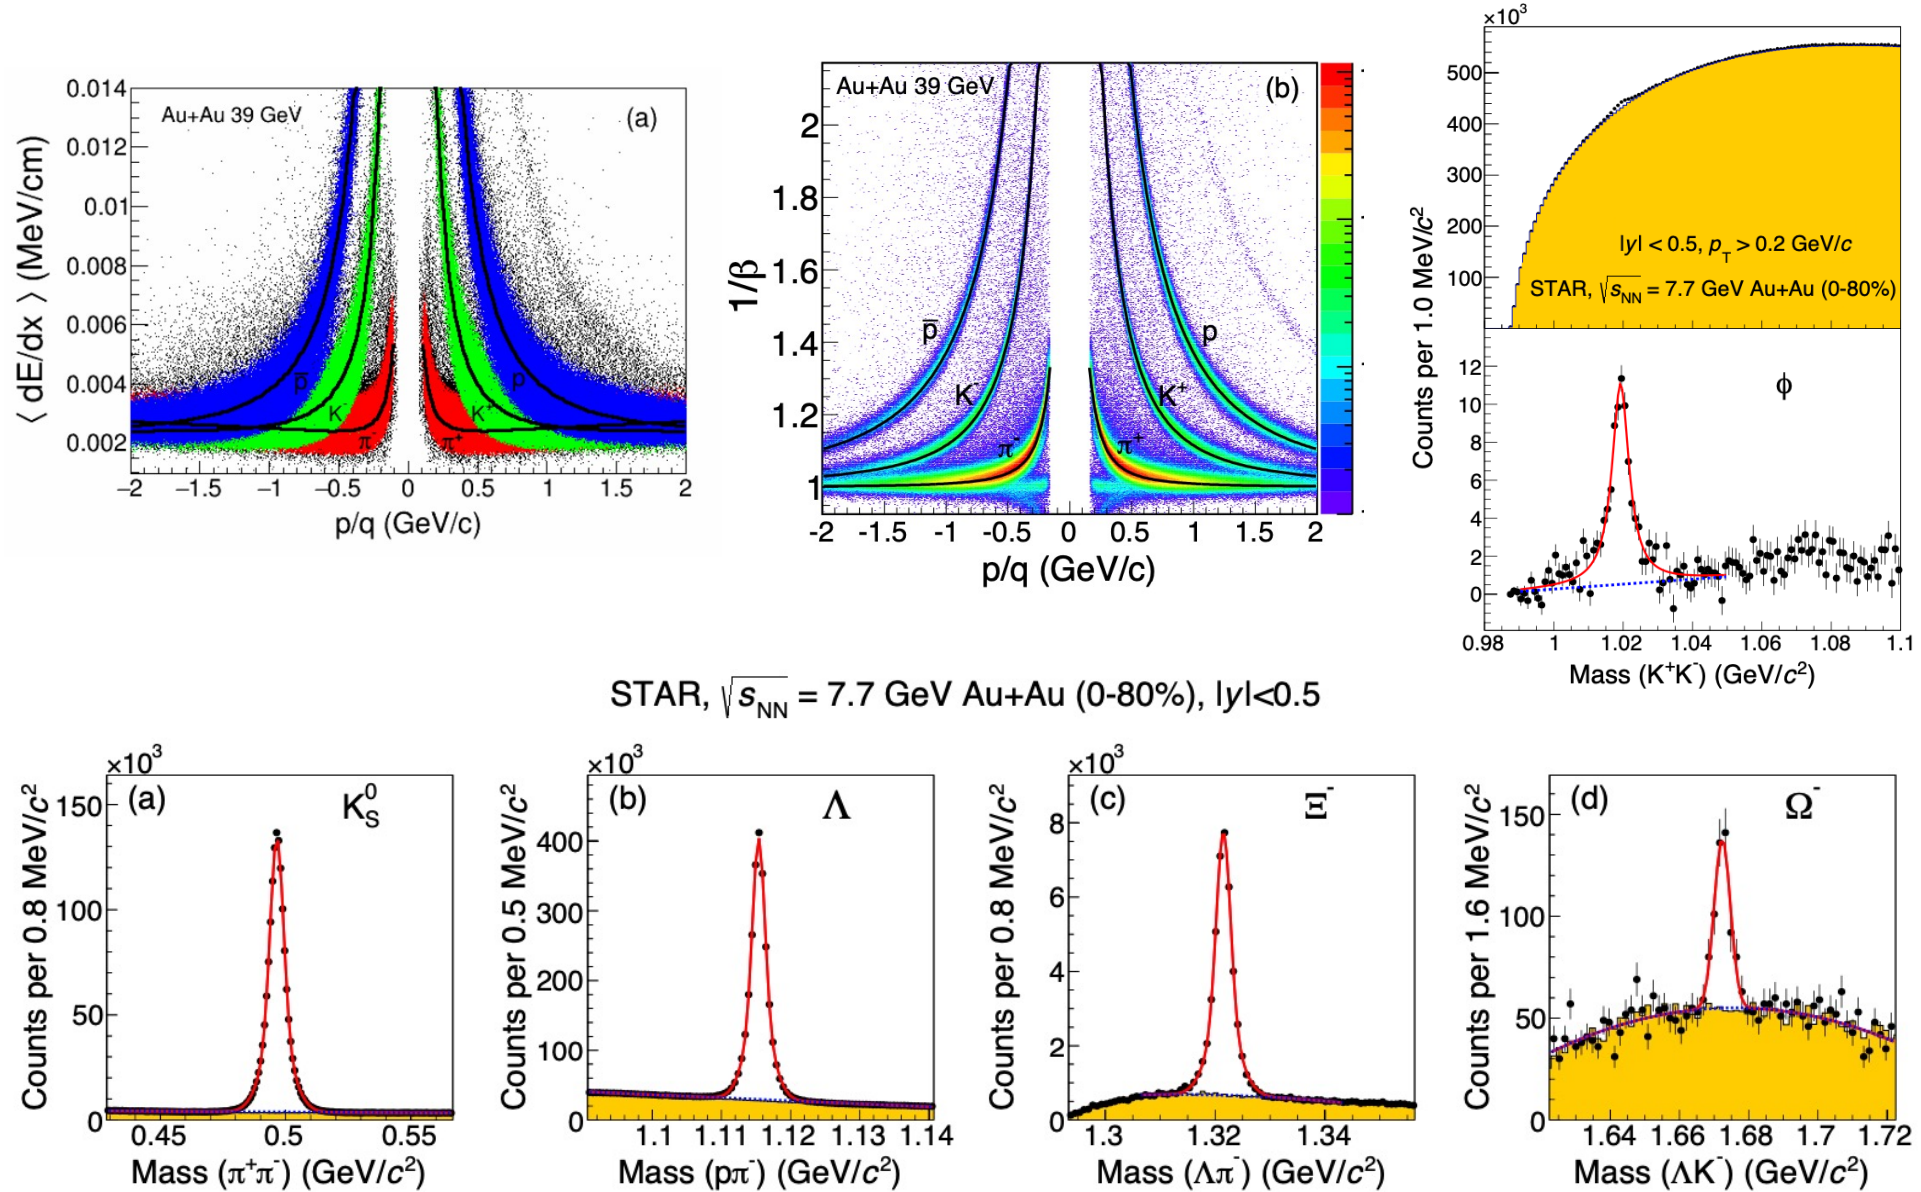 Au+Au 39 GeV
(a)
0.014
0.012
0.01
0.008
0.006
0.004
0.002
⟨ dE/dx ⟩ (MeV/cm)
p̅
K⁻
π⁻
π⁺
K⁺
p
−2 −1.5 −1 −0.5 0 0.5 1 1.5 2
p/q (GeV/c)
Au+Au 39 GeV
(b)
2
1.8
1.6
1.4
1.2
1
1/β
p̅
K⁻
π⁻
π⁺
K⁺
p
-2 -1.5 -1 -0.5 0 0.5 1 1.5 2
p/q (GeV/c)
×10³
500
400
300
200
100
|y| < 0.5, p_T > 0.2 GeV/c
STAR, √s_NN = 7.7 GeV Au+Au (0-80%)
Counts per 1.0 MeV/c²
ϕ
12
10
8
6
4
2
0
0.98 1 1.02 1.04 1.06 1.08 1.1
Mass (K⁺K⁻) (GeV/c²)
STAR, √s_NN = 7.7 GeV Au+Au (0-80%), |y|<0.5
×10³
(a)
K⁰_S
150
100
50
0
Counts per 0.8 MeV/c²
0.45 0.5 0.55
Mass (π⁺π⁻) (GeV/c²)
×10³
(b)
Λ
400
300
200
100
0
Counts per 0.5 MeV/c²
1.1 1.11 1.12 1.13 1.14
Mass (pπ⁻) (GeV/c²)
×10³
(c)
Ξ⁻
8
6
4
2
0
Counts per 0.8 MeV/c²
1.3 1.32 1.34
Mass (Λπ⁻) (GeV/c²)
(d)
Ω⁻
150
100
50
0
Counts per 1.6 MeV/c²
1.64 1.66 1.68 1.7 1.72
Mass (ΛK⁻) (GeV/c²)